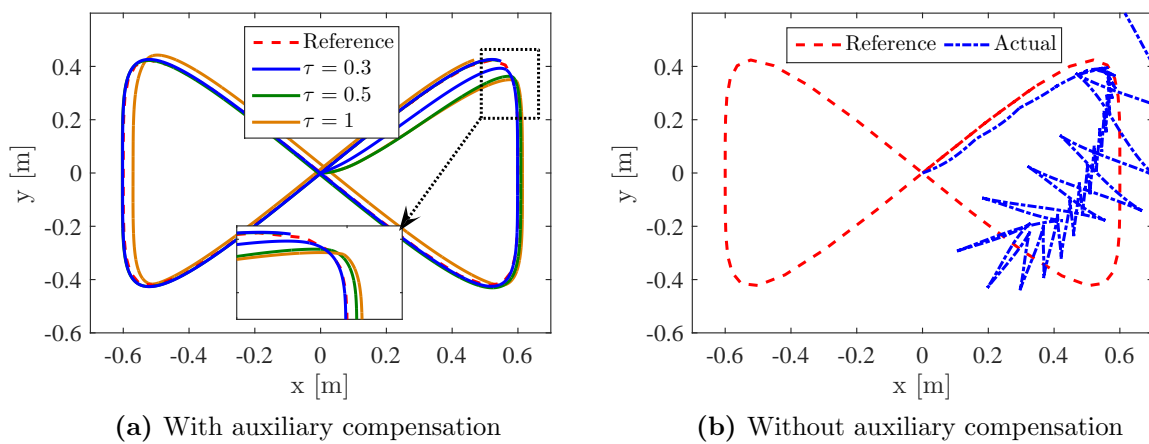 Reference
τ = 0.3
τ = 0.5
τ = 1
0.4
0.2
0
-0.2
-0.4
-0.6
y [m]
-0.6 -0.4 -0.2 0 0.2 0.4 0.6
x [m]
(a) With auxiliary compensation
Reference Actual
0.4
0.2
0
-0.2
-0.4
-0.6
y [m]
-0.6 -0.4 -0.2 0 0.2 0.4 0.6
x [m]
(b) Without auxiliary compensation